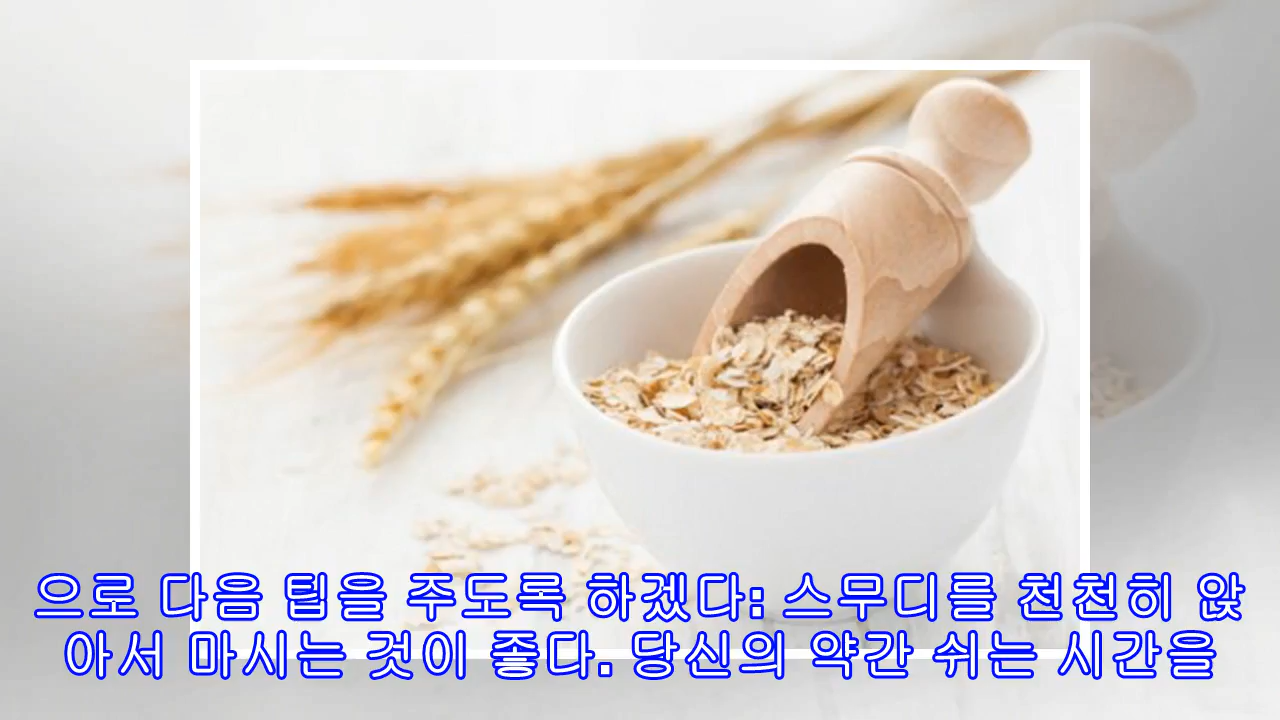 으로 다음 팁을 주도록 하겠다: 스무디를 천천히 앉
아서 마시는 것이 좋다. 당신의 약간 쉬는 시간을